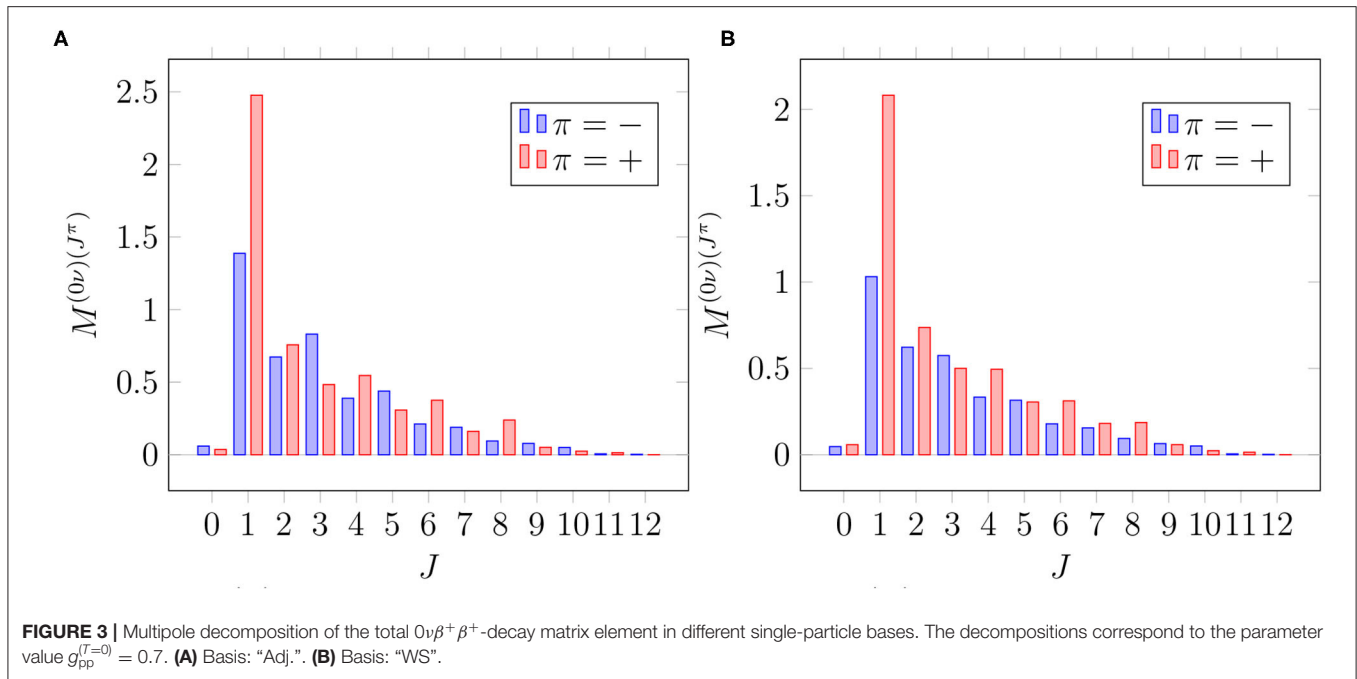 A
B
2.5
2
1.5
1
0.5
0
M^{(0ν)}(J^π)
π = −
π = +
0 1 2 3 4 5 6 7 8 9 10 11 12
J
2
1.5
1
0.5
0
M^{(0ν)}(J^π)
π = −
π = +
0 1 2 3 4 5 6 7 8 9 10 11 12
J
FIGURE 3 | Multipole decomposition of the total 0νβ⁺β⁺-decay matrix element in different single-particle bases. The decompositions correspond to the parameter
value g_{pp}^{(T=0)} = 0.7. (A) Basis: “Adj.”. (B) Basis: “WS”.